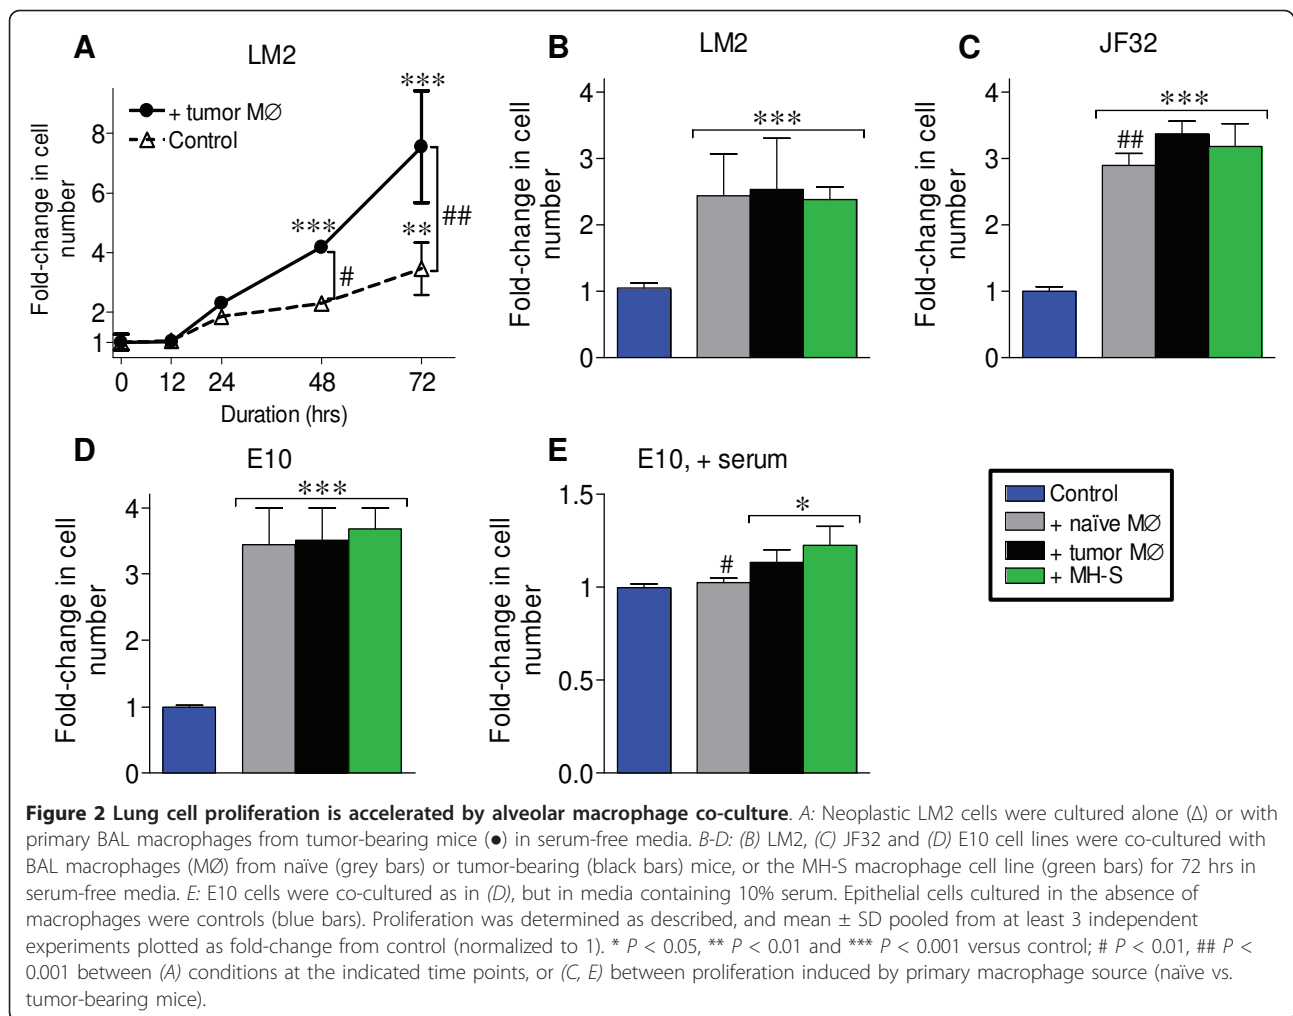 A
LM2
Fold-change in cell
number
8
6
4
2
1
+ tumor MØ
Control
***
***
**
#
##
0 12 24 48 72
Duration (hrs)
B
LM2
Fold-change in cell
number
4
3
2
1
0
***
C
JF32
Fold-change in cell
number
4
3
2
1
0
***
##
D
E10
Fold-change in cell
number
4
3
2
1
0
***
E
E10, + serum
Fold-change in cell
number
1.5
1.0
0.5
0.0
#
*
Control
+ naïve MØ
+ tumor MØ
+ MH-S
Figure 2 Lung cell proliferation is accelerated by alveolar macrophage co-culture. A: Neoplastic LM2 cells were cultured alone (Δ) or with
primary BAL macrophages from tumor-bearing mice (●) in serum-free media. B-D: (B) LM2, (C) JF32 and (D) E10 cell lines were co-cultured with
BAL macrophages (MØ) from naïve (grey bars) or tumor-bearing (black bars) mice, or the MH-S macrophage cell line (green bars) for 72 hrs in
serum-free media. E: E10 cells were co-cultured as in (D), but in media containing 10% serum. Epithelial cells cultured in the absence of
macrophages were controls (blue bars). Proliferation was determined as described, and mean ± SD pooled from at least 3 independent
experiments plotted as fold-change from control (normalized to 1). * P < 0.05, ** P < 0.01 and *** P < 0.001 versus control; # P < 0.01, ## P <
0.001 between (A) conditions at the indicated time points, or (C, E) between proliferation induced by primary macrophage source (naïve vs.
tumor-bearing mice).